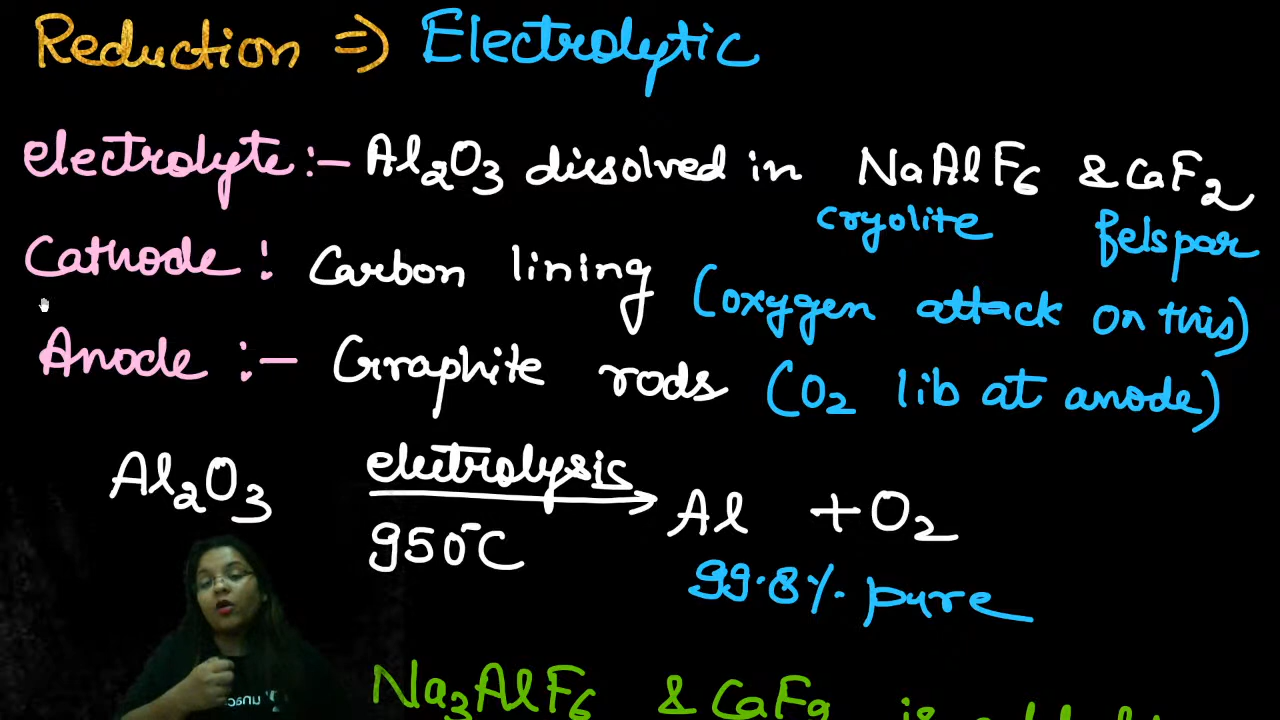 Reduction => Electrolytic
electrolyte :- Al2O3 dissolved in NaAlF6 & CaF2
cryolite felspar
Cathode : Carbon lining (oxygen attack on this)
Anode :- Graphite rods (O2 lib at anode)
Al2O3 electrolysis 950°C Al + O2
99.8% pure
Na3AlF6 & CaF2 is